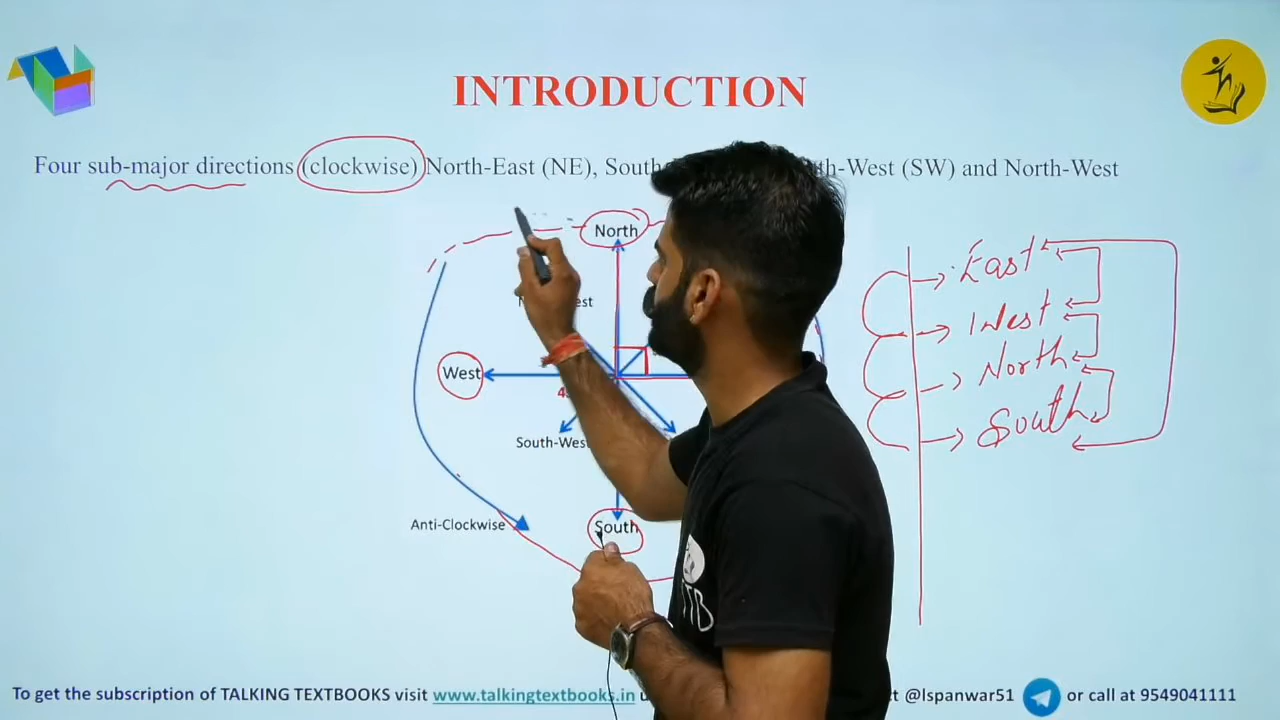 INTRODUCTION
Four sub-major directions (clockwise) North-East (NE), South
-West (SW) and North-West
North
East
West
West
North
South
South-Wes
Anti-Clockwise
South
To get the subscription of TALKING TEXTBOOKS visit www.talkingtextbooks.in
@lspanwar51 or call at 9549041111